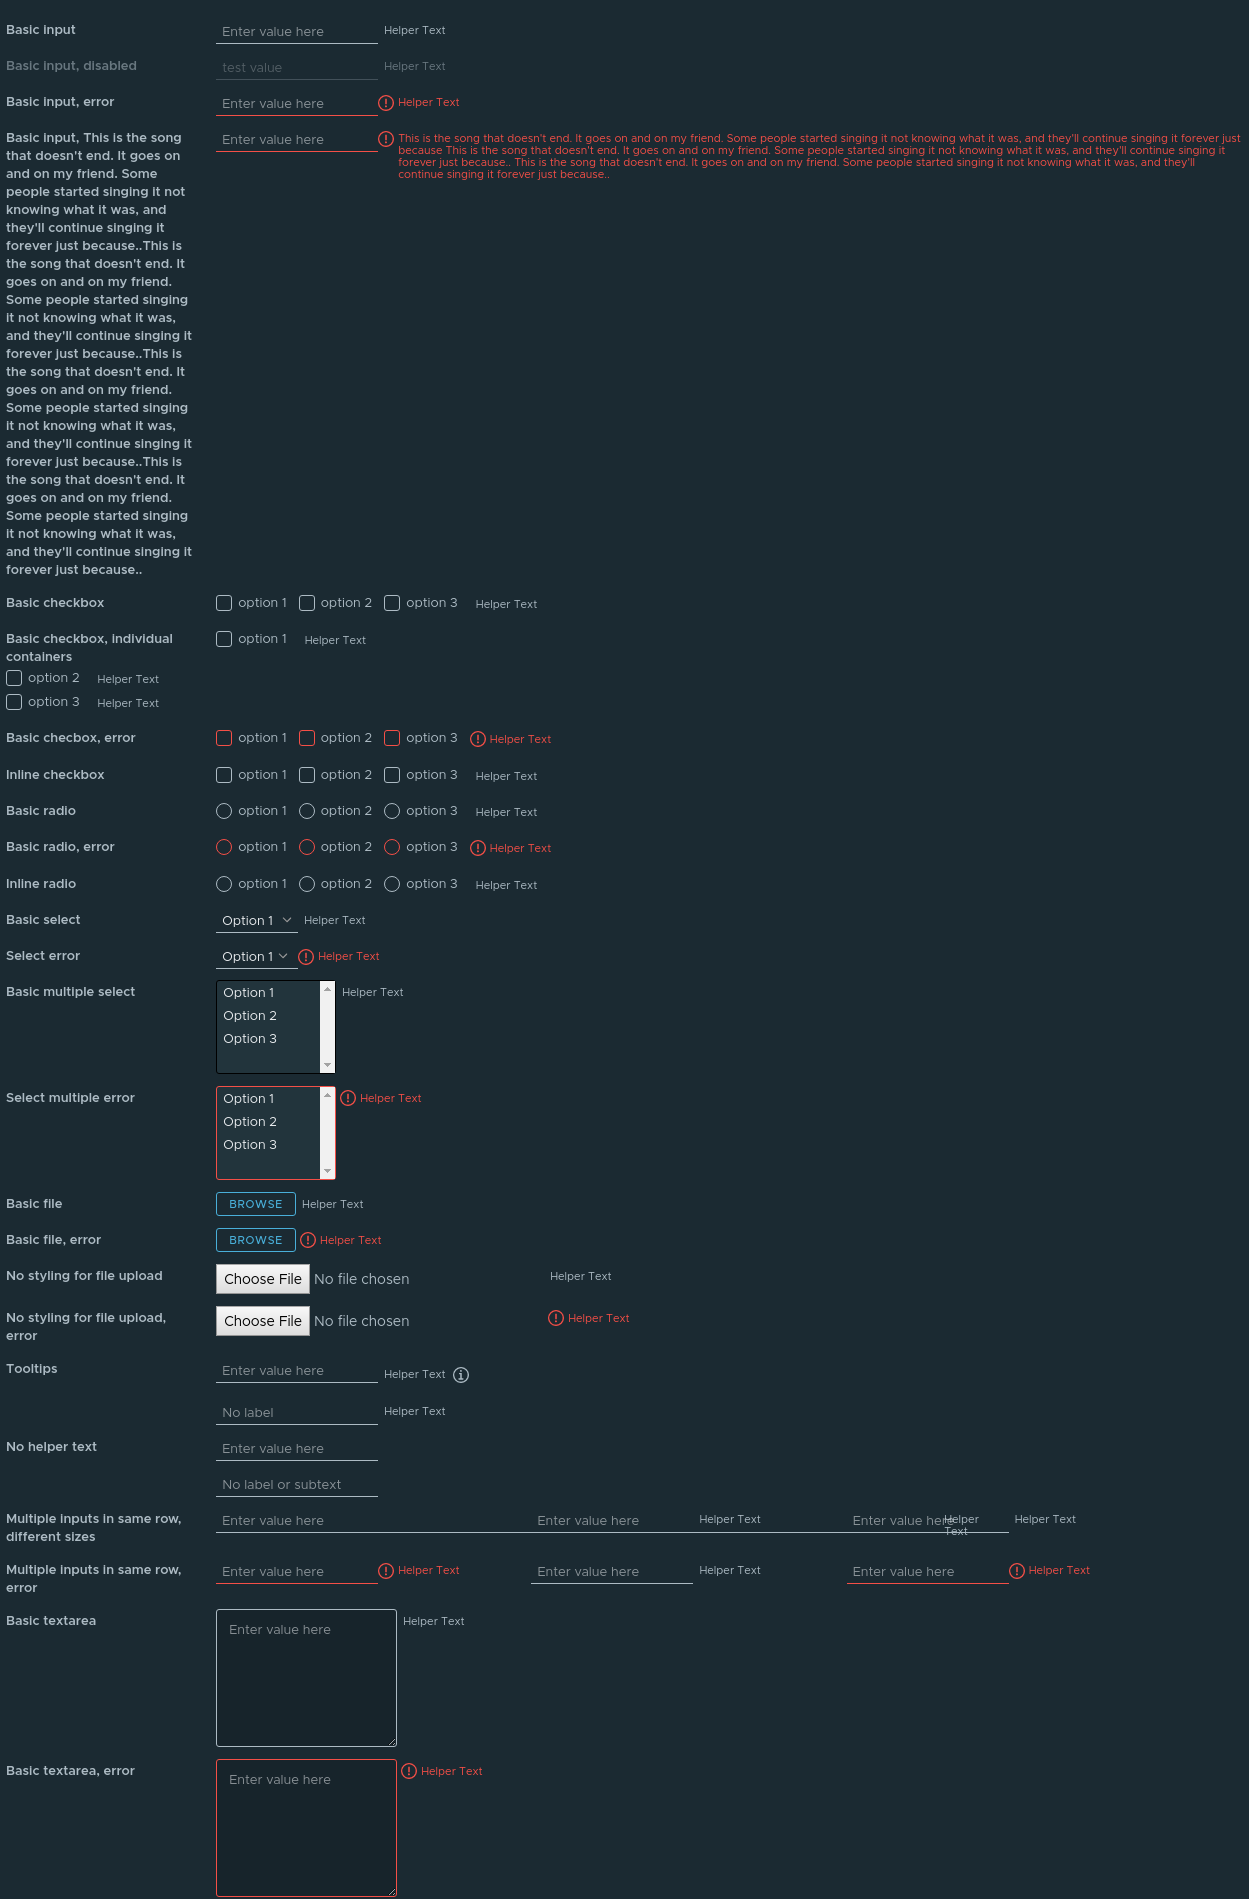 Basic input
Enter value here
Helper Text
Basic input, disabled
test value
Helper Text
Basic input, error
Enter value here
Helper Text
Basic input, This is the song
that doesn't end. It goes on
and on my friend. Some
people started singing it not
knowing what it was, and
they'll continue singing it
forever just because..This is
the song that doesn't end. It
goes on and on my friend.
Some people started singing
it not knowing what it was,
and they'll continue singing it
forever just because..This is
the song that doesn't end. It
goes on and on my friend.
Some people started singing
it not knowing what it was,
and they'll continue singing it
forever just because..This is
the song that doesn't end. It
goes on and on my friend.
Some people started singing
it not knowing what it was,
and they'll continue singing it
forever just because..
Enter value here
This is the song that doesn't end. It goes on and on my friend. Some people started singing it not knowing what it was, and they'll continue singing it forever just
because This is the song that doesn't end. It goes on and on my friend. Some people started singing it not knowing what it was, and they'll continue singing it
forever just because.. This is the song that doesn't end. It goes on and on my friend. Some people started singing it not knowing what it was, and they'll
continue singing it forever just because..
Basic checkbox
option 1 option 2 option 3 Helper Text
Basic checkbox, individual
containers
option 1 Helper Text
option 2 Helper Text
option 3 Helper Text
Basic checbox, error
option 1 option 2 option 3 Helper Text
Inline checkbox
option 1 option 2 option 3 Helper Text
Basic radio
option 1 option 2 option 3 Helper Text
Basic radio, error
option 1 option 2 option 3 Helper Text
Inline radio
option 1 option 2 option 3 Helper Text
Basic select
Option 1
Helper Text
Select error
Option 1
Helper Text
Basic multiple select
Option 1
Option 2
Option 3
Helper Text
Select multiple error
Option 1
Option 2
Option 3
Helper Text
Basic file
BROWSE
Helper Text
Basic file, error
BROWSE
Helper Text
No styling for file upload
Choose File No file chosen
Helper Text
No styling for file upload,
error
Choose File No file chosen
Helper Text
Tooltips
Enter value here
Helper Text
No label
Helper Text
No helper text
Enter value here
No label or subtext
Multiple inputs in same row,
different sizes
Enter value here
Helper
Text
Enter value here
Helper Text
Enter value here
Helper Text
Multiple inputs in same row,
error
Enter value here
Helper Text
Enter value here
Helper Text
Enter value here
Helper Text
Basic textarea
Enter value here
Helper Text
Basic textarea, error
Enter value here
Helper Text